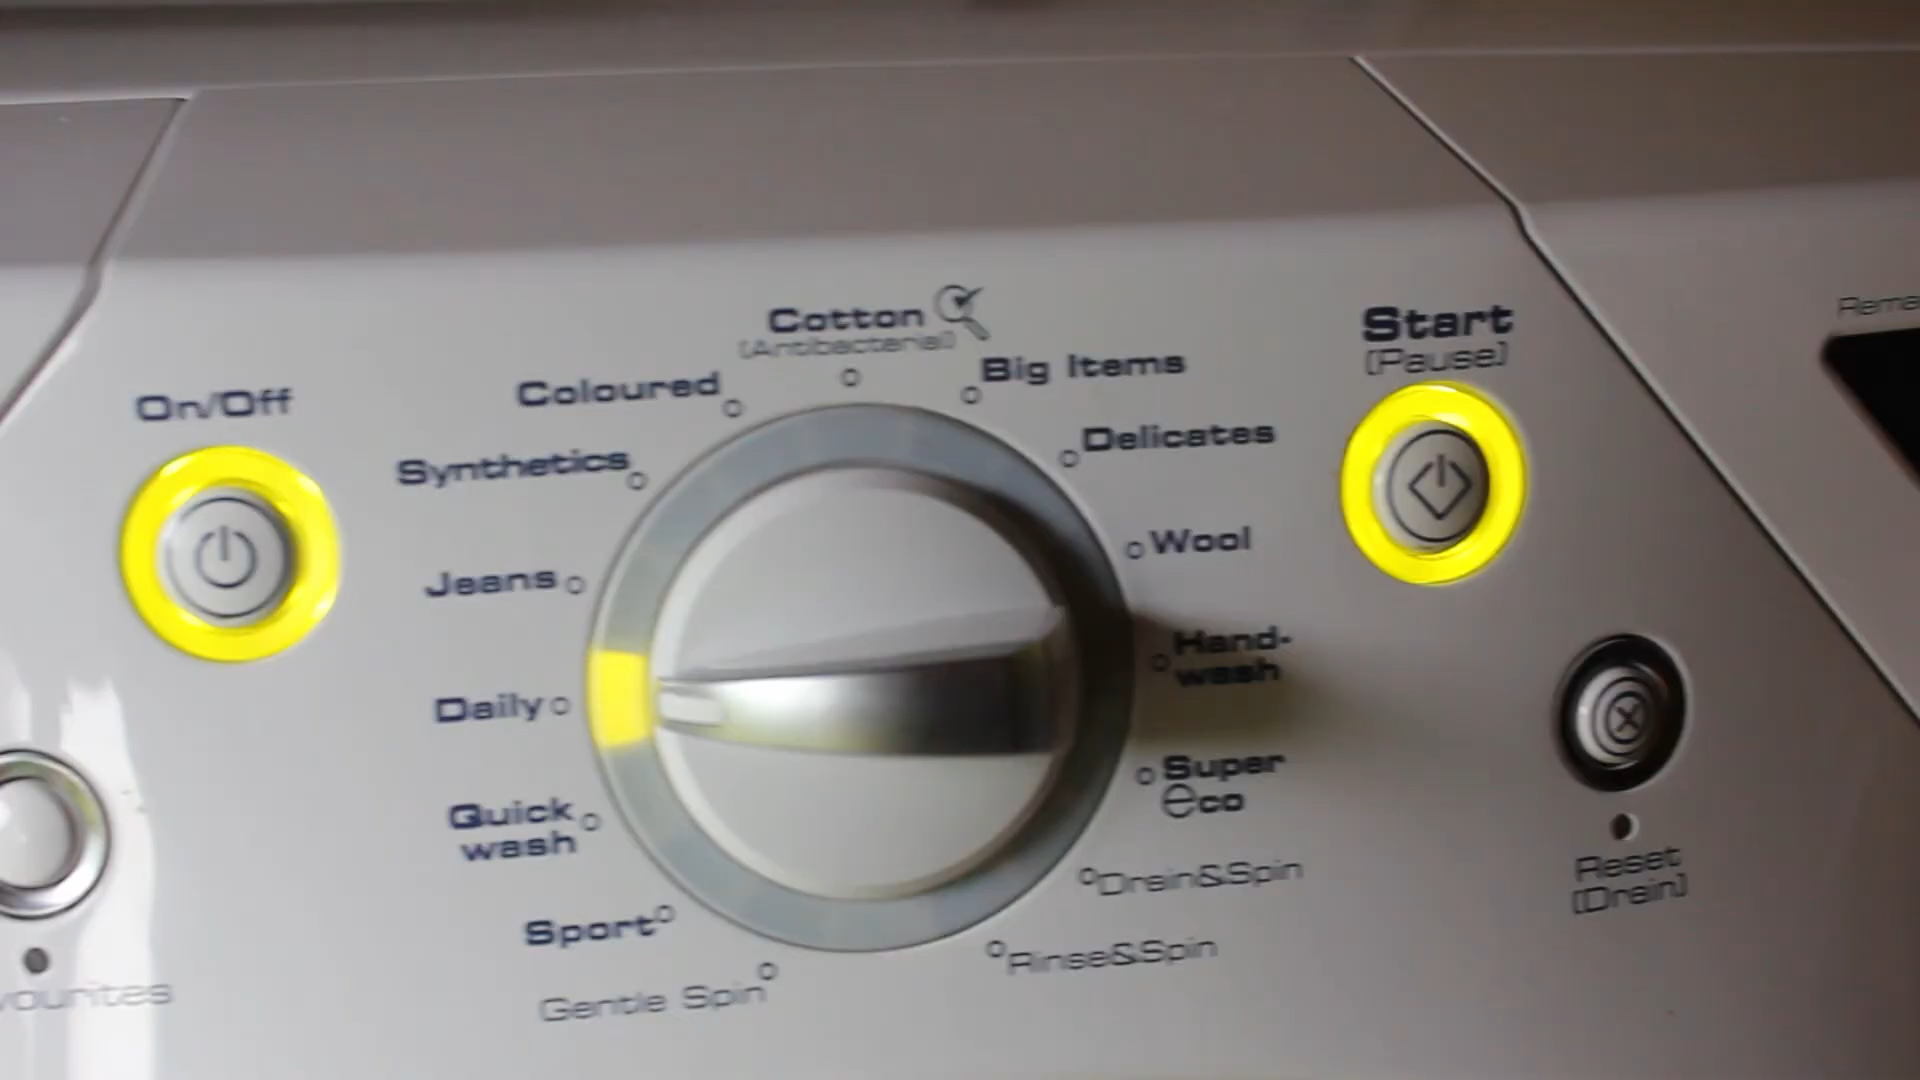 Cotton
(Antibacterial)
Coloured
Big Items
Start
(Pause)
On/Off
Synthetics
Delicates
Jeans
Wool
Hand-
wash
Daily
Super
eco
Quick
wash
Drain&Spin
Reset
(Drain)
Sport
Rinse&Spin
Gentle Spin